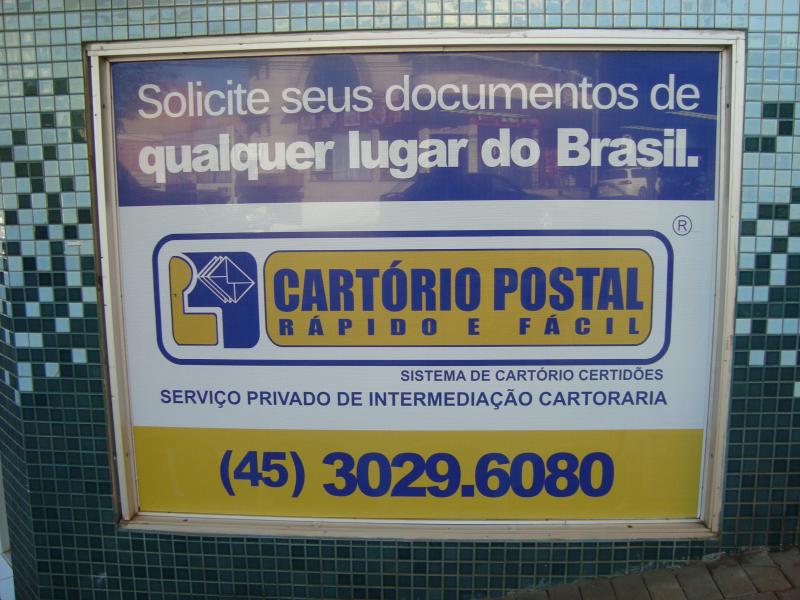 Solicite seus documentos de
qualquer lugar do Brasil.
®
CARTÓRIO POSTAL
RÁPIDO E FÁCIL
SISTEMA DE CARTÓRIO CERTIDÕES
SERVIÇO PRIVADO DE INTERMEDIAÇÃO CARTORARIA
(45) 3029.6080